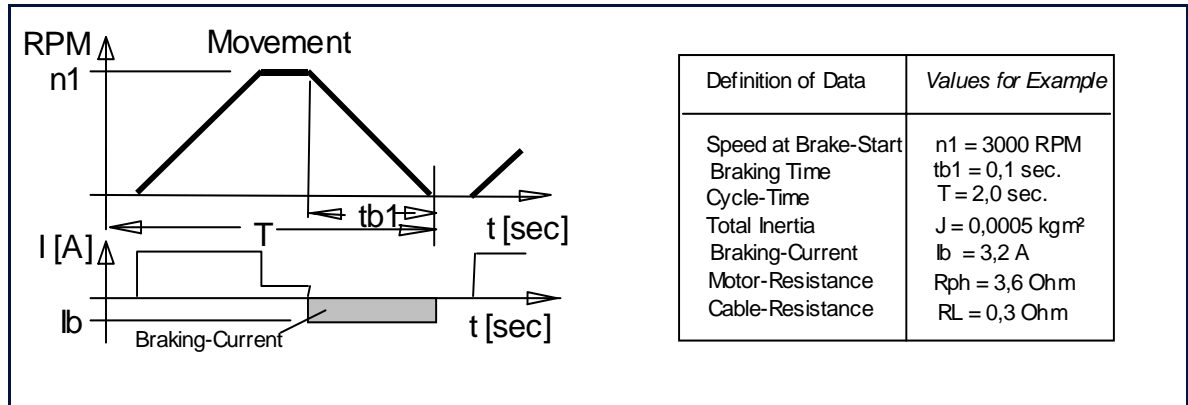 RPM
Movement
n1
tb1
t [sec]
T
I [A]
Ib
Braking-Current
t [sec]
Definition of Data Values for Example
Speed at Brake-Start n1 = 3000 RPM
Braking Time tb1 = 0,1 sec.
Cycle-Time T = 2,0 sec.
Total Inertia J = 0,0005 kgm²
Braking-Current Ib = 3,2 A
Motor-Resistance Rph = 3,6 Ohm
Cable-Resistance RL = 0,3 Ohm